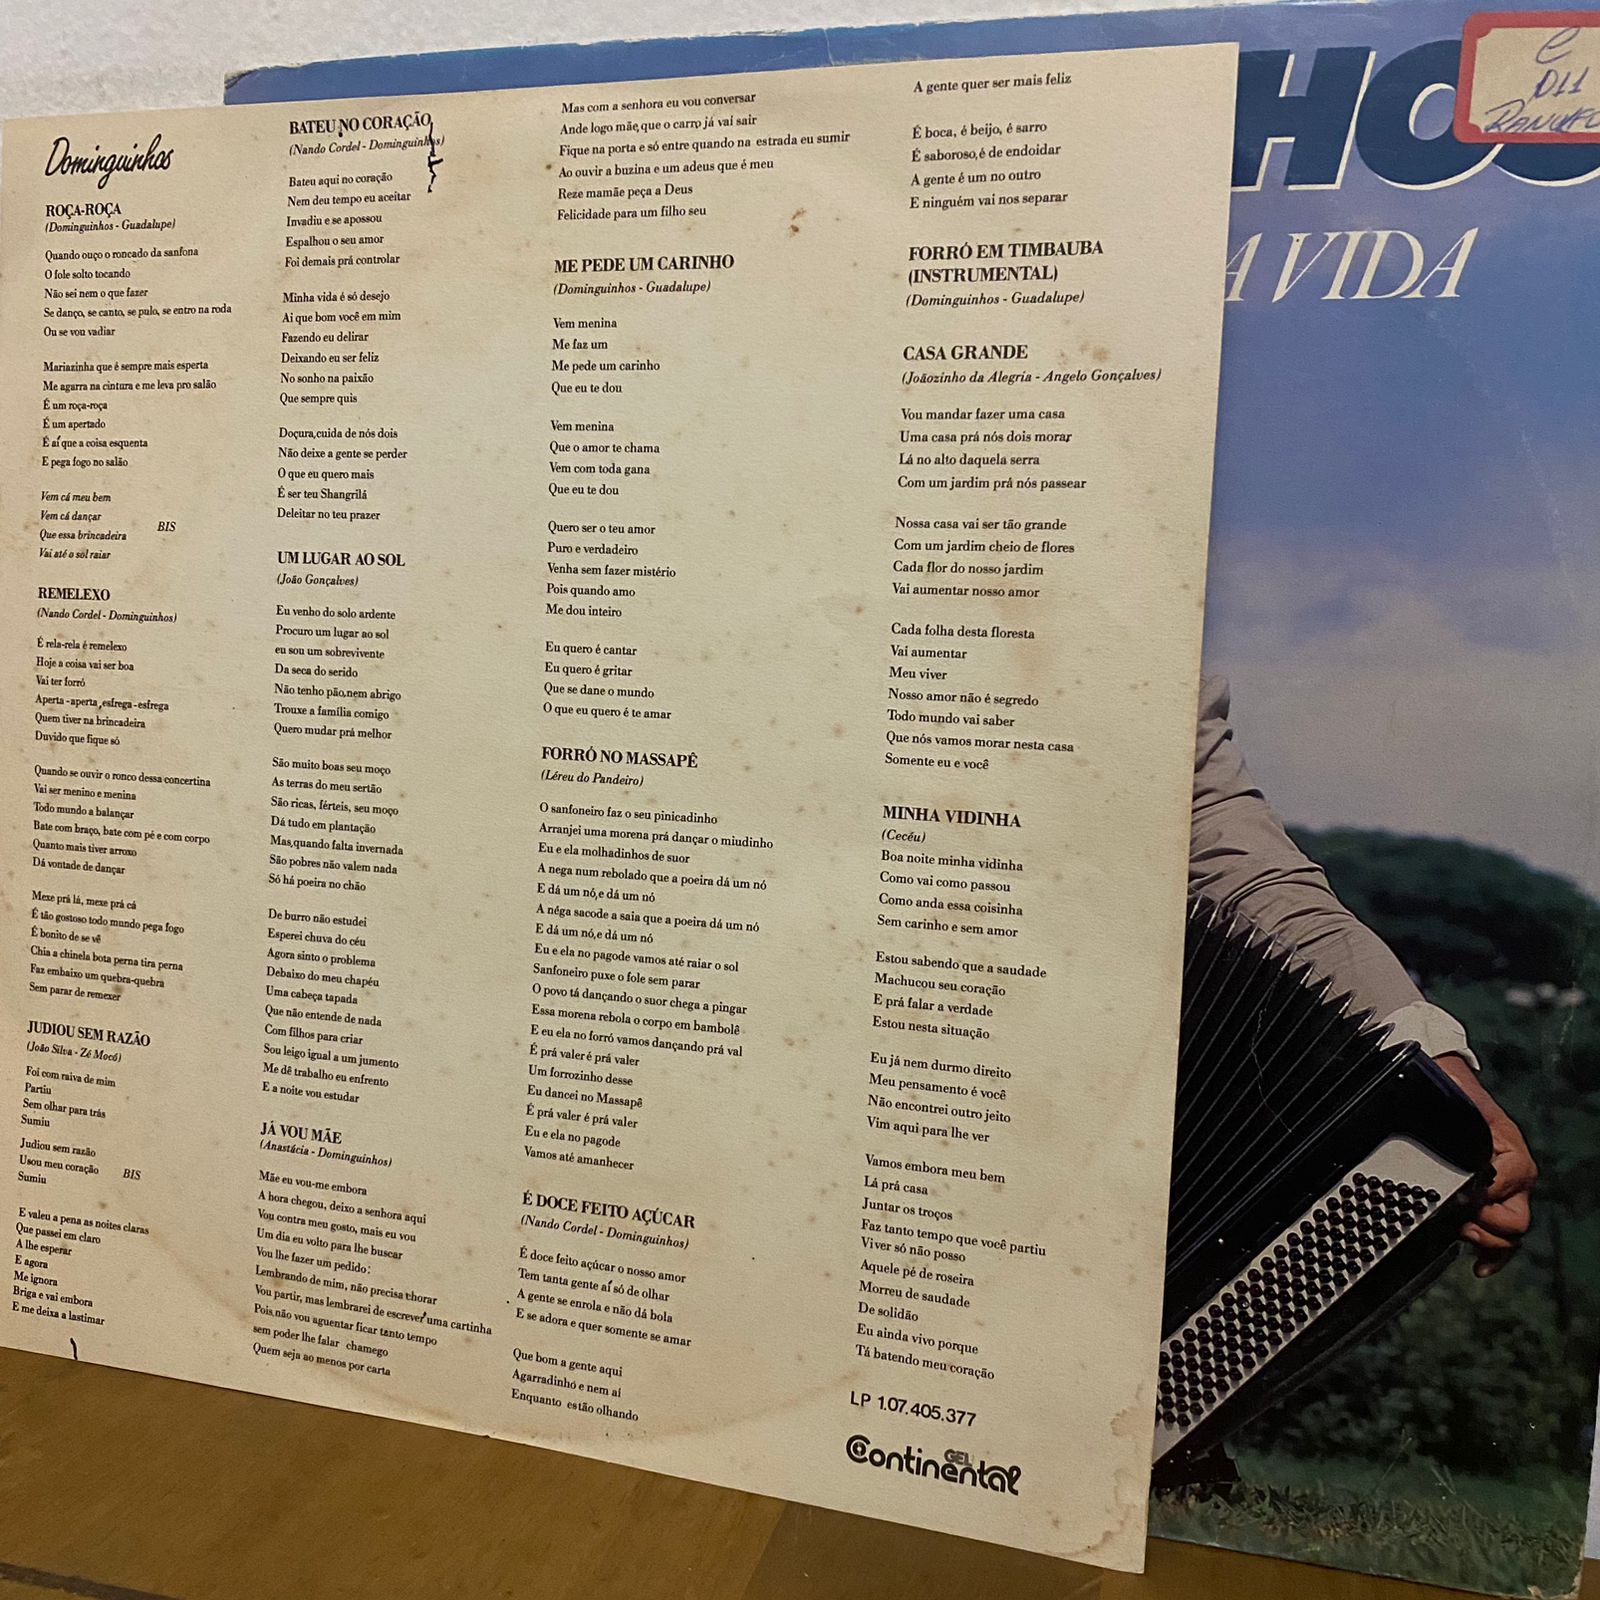 Dominguinhos
ROÇA-ROÇA
(Dominguinhos - Guadalupe)
Quando ouço o roncado da sanfona
O fole solto tocando
Não sei nem o que fazer
Se danço, se canto, se pulo, se entro na roda
Ou se vou vadiar
Mariazinha que é sempre mais esperta
Me agarra na cintura e me leva pro salão
É um roça-roça
É um apertado
É aí que a coisa esquenta
E pega fogo no salão
Vem cá meu bem
Vem cá dançar
Que essa brincadeira
Vai até o sol raiar
BIS
REMELEXO
(Nando Cordel - Dominguinhos)
É rela-rela é remelexo
Hoje a coisa vai ser boa
Vai ter forró
Aperta-aperta, esfrega-esfrega
Quem tiver na brincadeira
Duvido que fique só
Quando se ouvir o ronco dessa concertina
Vai ser menino e menina
Todo mundo a balançar
Bate com braço, bate com pé e com corpo
Quanto mais tiver arroxo
Dá vontade de dançar
Mexe prá lá, mexe prá cá
É tão gostoso todo mundo pega fogo
É bonito de se vê
Chia a chinela bota perna tira perna
Faz embaixo um quebra-quebra
Sem parar de remexer
JUDIOU SEM RAZÃO
(João Silva - Zé Mocó)
Foi com raiva de mim
Partiu
Sem olhar para trás
Sumiu
Judiou sem razão
Usou meu coração
Sumiu
BIS
E valeu a pena as noites claras
Que passei em claro
A lhe esperar
E agora
Me ignora
Briga e vai embora
E me deixa a lastimar
BATEU NO CORAÇÃO
(Nando Cordel - Dominguinhos)
Bateu aqui no coração
Nem deu tempo eu aceitar
Invadiu e se apossou
Espalhou o seu amor
Foi demais prá controlar
Minha vida é só desejo
Ai que bom você em mim
Fazendo eu delirar
Deixando eu ser feliz
No sonho na paixão
Que sempre quis
Doçura, cuida de nós dois
Não deixe a gente se perder
O que eu quero mais
É ser teu Shangrilá
Deleitar no teu prazer
UM LUGAR AO SOL
(João Gonçalves)
Eu venho do solo ardente
Procuro um lugar ao sol
eu sou um sobrevivente
Da seca do serido
Não tenho pão, nem abrigo
Trouxe a família comigo
Quero mudar prá melhor
São muito boas seu moço
As terras do meu sertão
São ricas, férteis, seu moço
Dá tudo em plantação
Mas, quando falta invernada
São pobres não valem nada
Só há poeira no chão
De burro não estudei
Esperei chuva do céu
Agora sinto o problema
Debaixo do meu chapéu
Uma cabeça tapada
Que não entende de nada
Com filhos para criar
Sou leigo igual a um jumento
Me dê trabalho eu enfrento
E a noite vou estudar
JÁ VOU MÃE
(Anastácia - Dominguinhos)
Mãe eu vou-me embora
A hora chegou, deixo a senhora aqui
Vou contra meu gosto, mais eu vou
Um dia eu volto para lhe buscar
Vou lhe fazer um pedido:
Lembrando de mim, não precisa chorar
Vou partir, mas lembrarei de escrever uma cartinha
Pois não vou aguentar ficar tanto tempo
sem poder lhe falar chamego
Quem seja ao menos por carta
Mas com a senhora eu vou conversar
Ande logo mãe, que o carro já vai sair
Fique na porta e só entre quando na estrada eu sumir
Ao ouvir a buzina e um adeus que é meu
Reze mamãe peça a Deus
Felicidade para um filho seu
ME PEDE UM CARINHO
(Dominguinhos - Guadalupe)
Vem menina
Me faz um
Me pede um carinho
Que eu te dou
Vem menina
Que o amor te chama
Vem com toda gana
Que eu te dou
Quero ser o teu amor
Puro e verdadeiro
Venha sem fazer mistério
Pois quando amo
Me dou inteiro
Eu quero é cantar
Eu quero é gritar
Que se dane o mundo
O que eu quero é te amar
FORRÓ NO MASSAPÊ
(Léreu do Pandeiro)
O sanfoneiro faz o seu pinicadinho
Arranjei uma morena prá dançar o miudinho
Eu e ela molhadinhos de suor
A nega num rebolado que a poeira dá um nó
E dá um nó, e dá um nó
A néga sacode a saia que a poeira dá um nó
E dá um nó, e dá um nó
Eu e ela no pagode vamos até raiar o sol
Sanfoneiro puxe o fole sem parar
O povo tá dançando o suor chega a pingar
Essa morena rebola o corpo em bambolê
E eu ela no forró vamos dançando prá val
É prá valer é prá valer
Um forrozinho desse
Eu dancei no Massapê
É prá valer é prá valer
Eu e ela no pagode
Vamos até amanhecer
É DOCE FEITO AÇÚCAR
(Nando Cordel - Dominguinhos)
É doce feito açúcar o nosso amor
Tem tanta gente aí só de olhar
A gente se enrola e não dá bola
E se adora e quer somente se amar
Que bom a gente aqui
Agarradinho e nem aí
Enquanto estão olhando
A gente quer ser mais feliz
É boca, é beijo, é sarro
É saboroso, é de endoidar
A gente é um no outro
E ninguém vai nos separar
FORRÓ EM TIMBAUBA
(INSTRUMENTAL)
(Dominguinhos - Guadalupe)
CASA GRANDE
(Joãozinho da Alegria - Angelo Gonçalves)
Vou mandar fazer uma casa
Uma casa prá nós dois morar
Lá no alto daquela serra
Com um jardim prá nós passear
Nossa casa vai ser tão grande
Com um jardim cheio de flores
Cada flor do nosso jardim
Vai aumentar nosso amor
Cada folha desta floresta
Vai aumentar
Meu viver
Nosso amor não é segredo
Todo mundo vai saber
Que nós vamos morar nesta casa
Somente eu e você
MINHA VIDINHA
(Cecéu)
Boa noite minha vidinha
Como vai como passou
Como anda essa coisinha
Sem carinho e sem amor
Estou sabendo que a saudade
Machucou seu coração
E prá falar a verdade
Estou nesta situação
Eu já nem durmo direito
Meu pensamento é você
Não encontrei outro jeito
Vim aqui para lhe ver
Vamos embora meu bem
Lá prá casa
Juntar os troços
Faz tanto tempo que você partiu
Viver só não posso
Aquele pé de roseira
Morreu de saudade
De solidão
Eu ainda vivo porque
Tá batendo meu coração
LP 1.07.405.377
GEL
Continental
HOS
A VIDA
C
D11